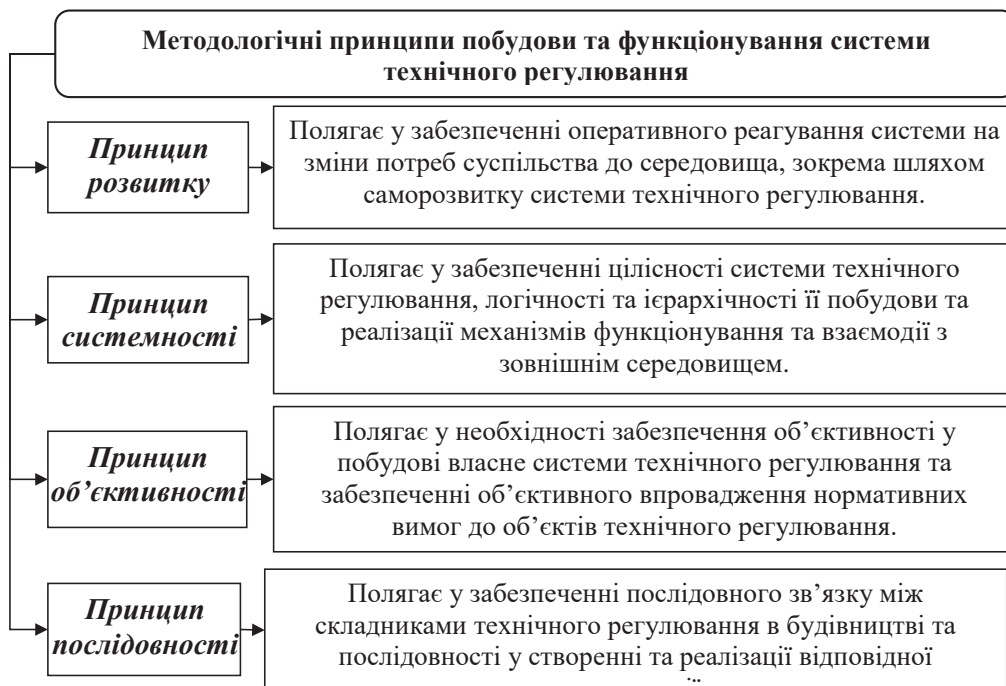 Методологічні принципи побудови та функціонування системи
технічного регулювання
Принцип
розвитку
Полягає у забезпеченні оперативного реагування системи на
зміни потреб суспільства до середовища, зокрема шляхом
саморозвитку системи технічного регулювання.
Принцип
системності
Полягає у забезпеченні цілісності системи технічного
регулювання, логічності та ієрархічності її побудови та
реалізації механізмів функціонування та взаємодії з
зовнішнім середовищем.
Принцип
об’єктивності
Полягає у необхідності забезпечення об’єктивності у
побудові власне системи технічного регулювання та
забезпеченні об’єктивного впровадження нормативних
вимог до об’єктів технічного регулювання.
Принцип
послідовності
Полягає у забезпеченні послідовного зв’язку між
складниками технічного регулювання в будівництві та
послідовності у створенні та реалізації відповідної